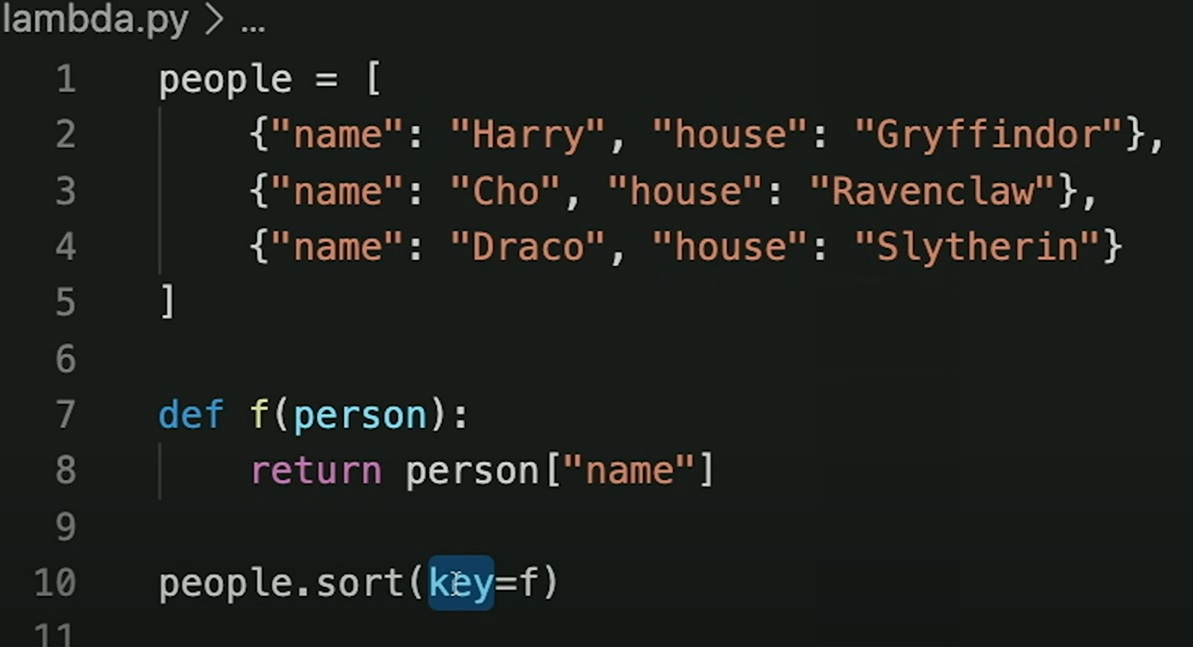 lambda.py > ...
1 people = [
2     {"name": "Harry", "house": "Gryffindor"},
3     {"name": "Cho", "house": "Ravenclaw"},
4     {"name": "Draco", "house": "Slytherin"}
5 ]
6
7 def f(person):
8     return person["name"]
9
10 people.sort(key=f)
11